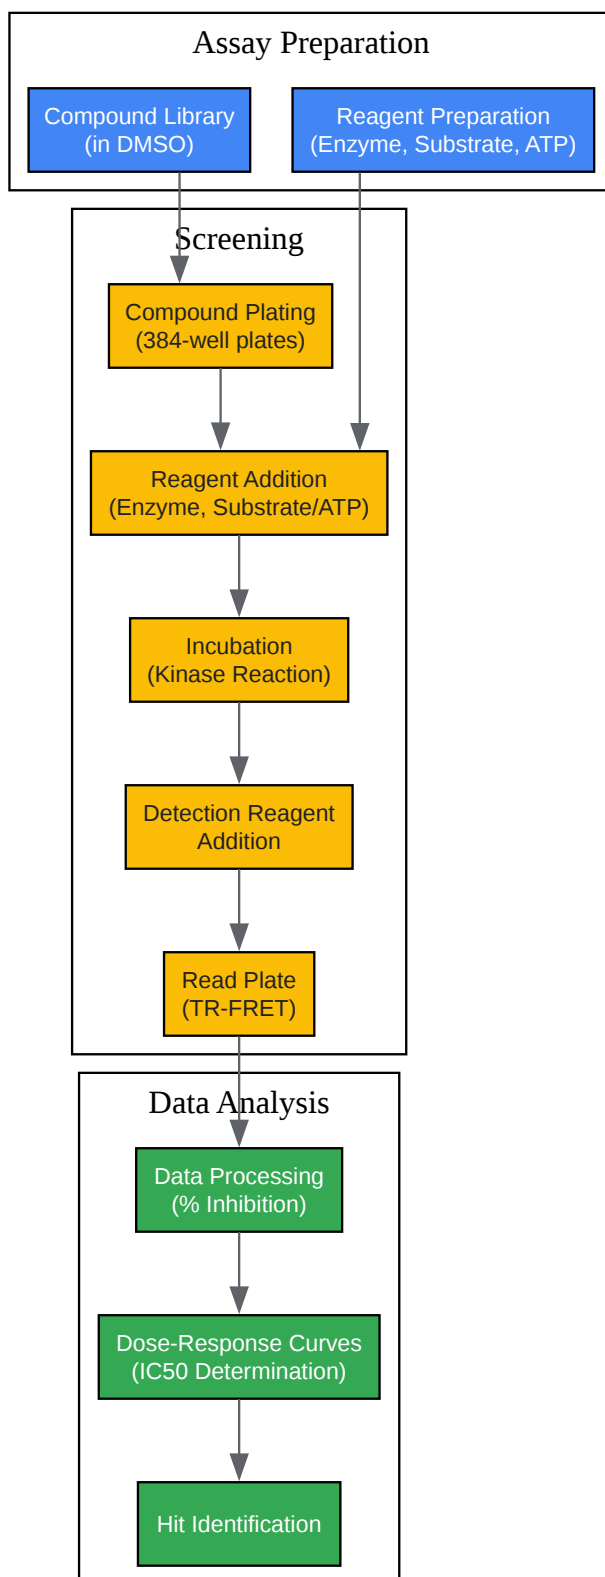 Assay Preparation
Compound Library
(in DMSO)
Reagent Preparation
(Enzyme, Substrate, ATP)
Screening
Compound Plating
(384-well plates)
Reagent Addition
(Enzyme, Substrate/ATP)
Incubation
(Kinase Reaction)
Detection Reagent
Addition
Read Plate
(TR-FRET)
Data Analysis
Data Processing
(% Inhibition)
Dose-Response Curves
(IC50 Determination)
Hit Identification